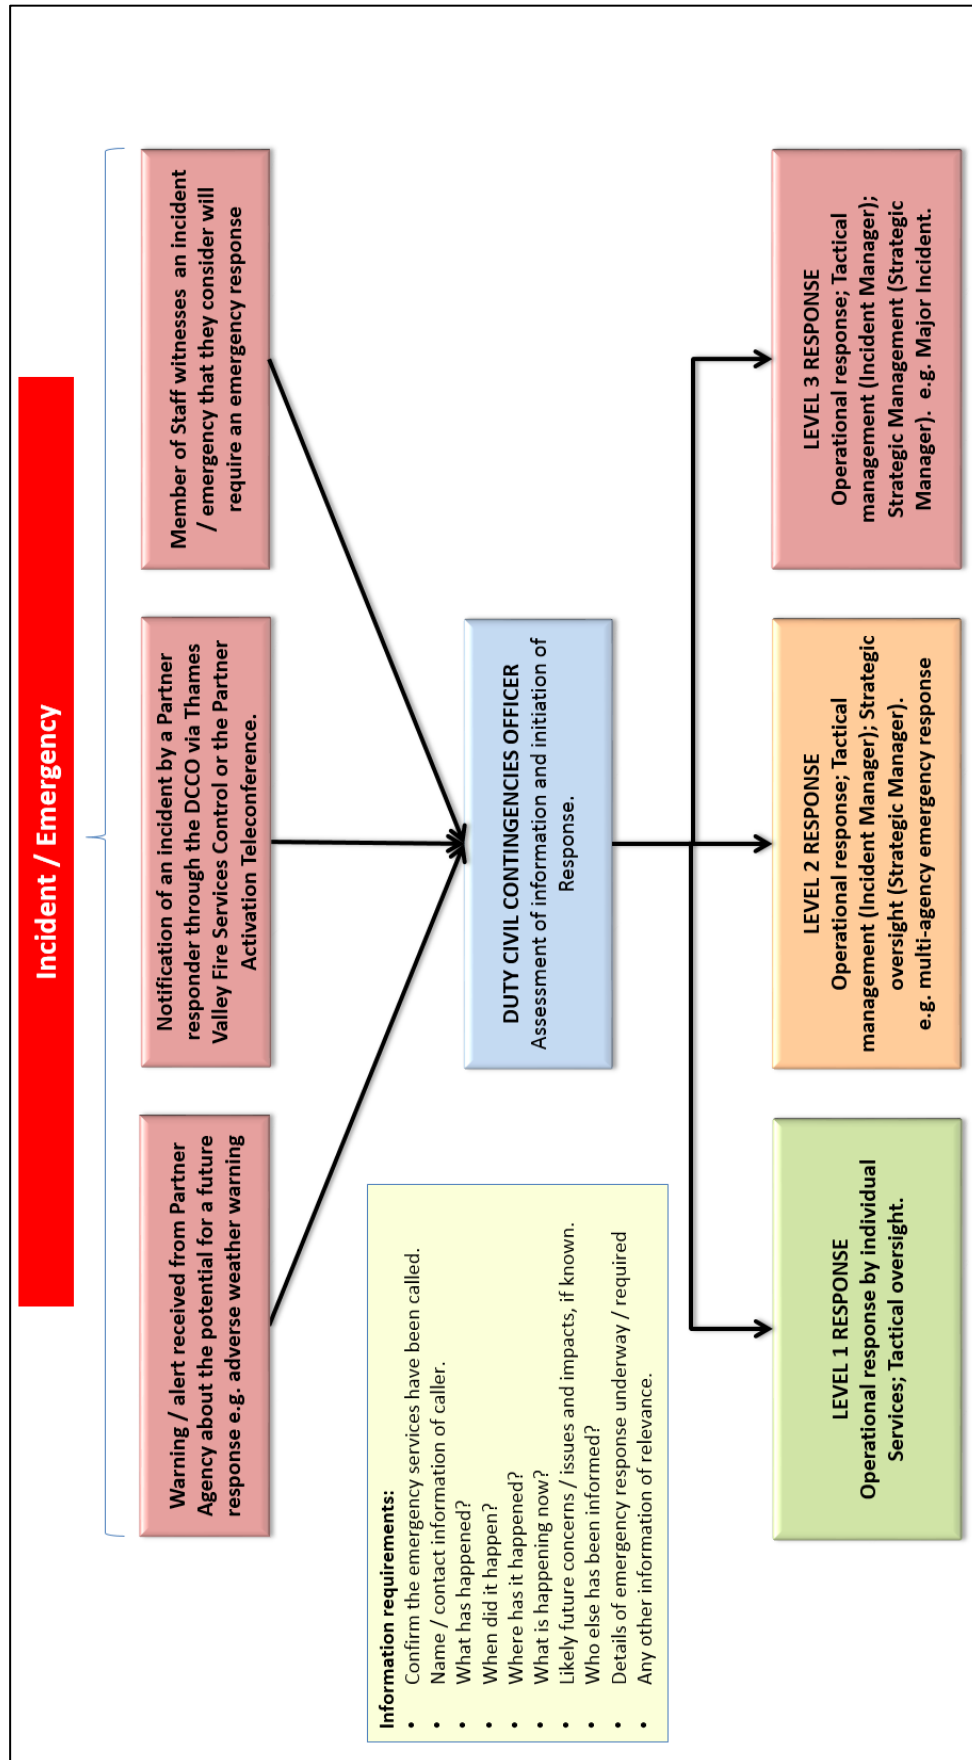 Incident / Emergency
Warning / alert received from Partner
Agency about the potential for a future
response e.g. adverse weather warning
Notification of an incident by a Partner
responder through the DCCO via Thames
Valley Fire Services Control or the Partner
Activation Teleconference.
Member of Staff witnesses an incident
/ emergency that they consider will
require an emergency response
Information requirements:
• Confirm the emergency services have been called.
• Name / contact information of caller.
• What has happened?
• When did it happen?
• Where has it happened?
• What is happening now?
• Likely future concerns / issues and impacts, if known.
• Who else has been informed?
• Details of emergency response underway / required
• Any other information of relevance.
DUTY CIVIL CONTINGENCIES OFFICER
Assessment of information and initiation of
Response.
LEVEL 1 RESPONSE
Operational response by individual
Services; Tactical oversight.
LEVEL 2 RESPONSE
Operational response; Tactical
management (Incident Manager); Strategic
oversight (Strategic Manager).
e.g. multi-agency emergency response
LEVEL 3 RESPONSE
Operational response; Tactical
management (Incident Manager);
Strategic Management (Strategic
Manager). e.g. Major Incident.